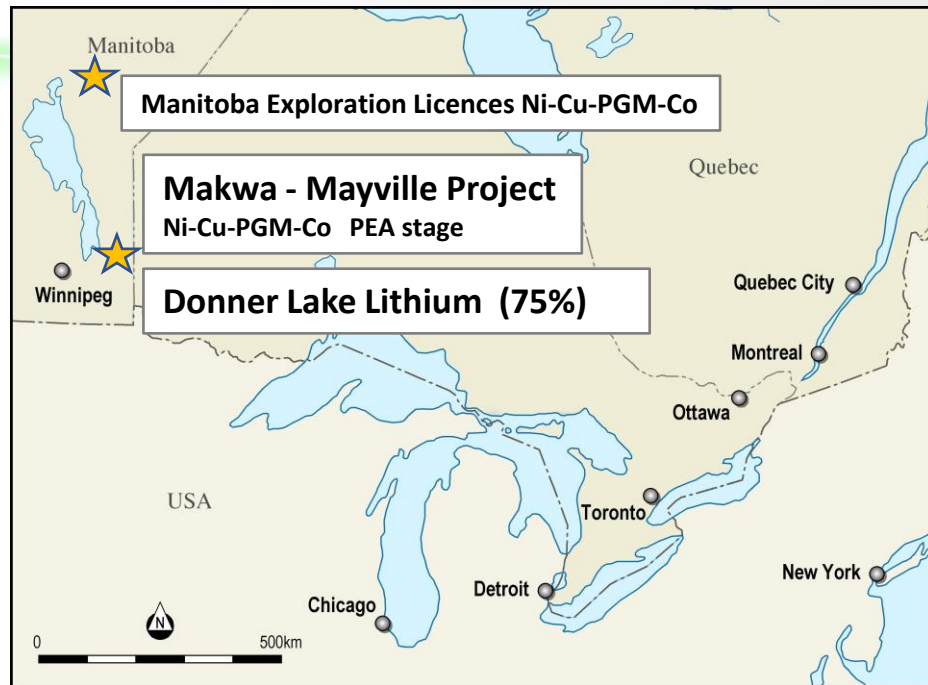 Manitoba
Manitoba Exploration Licences Ni-Cu-PGM-Co
Quebec
Makwa - Mayville Project
Ni-Cu-PGM-Co PEA stage
Winnipeg
Donner Lake Lithium (75%)
Quebec City
Montreal
Ottawa
USA
Toronto
New York
Detroit
Chicago
N
0 500km